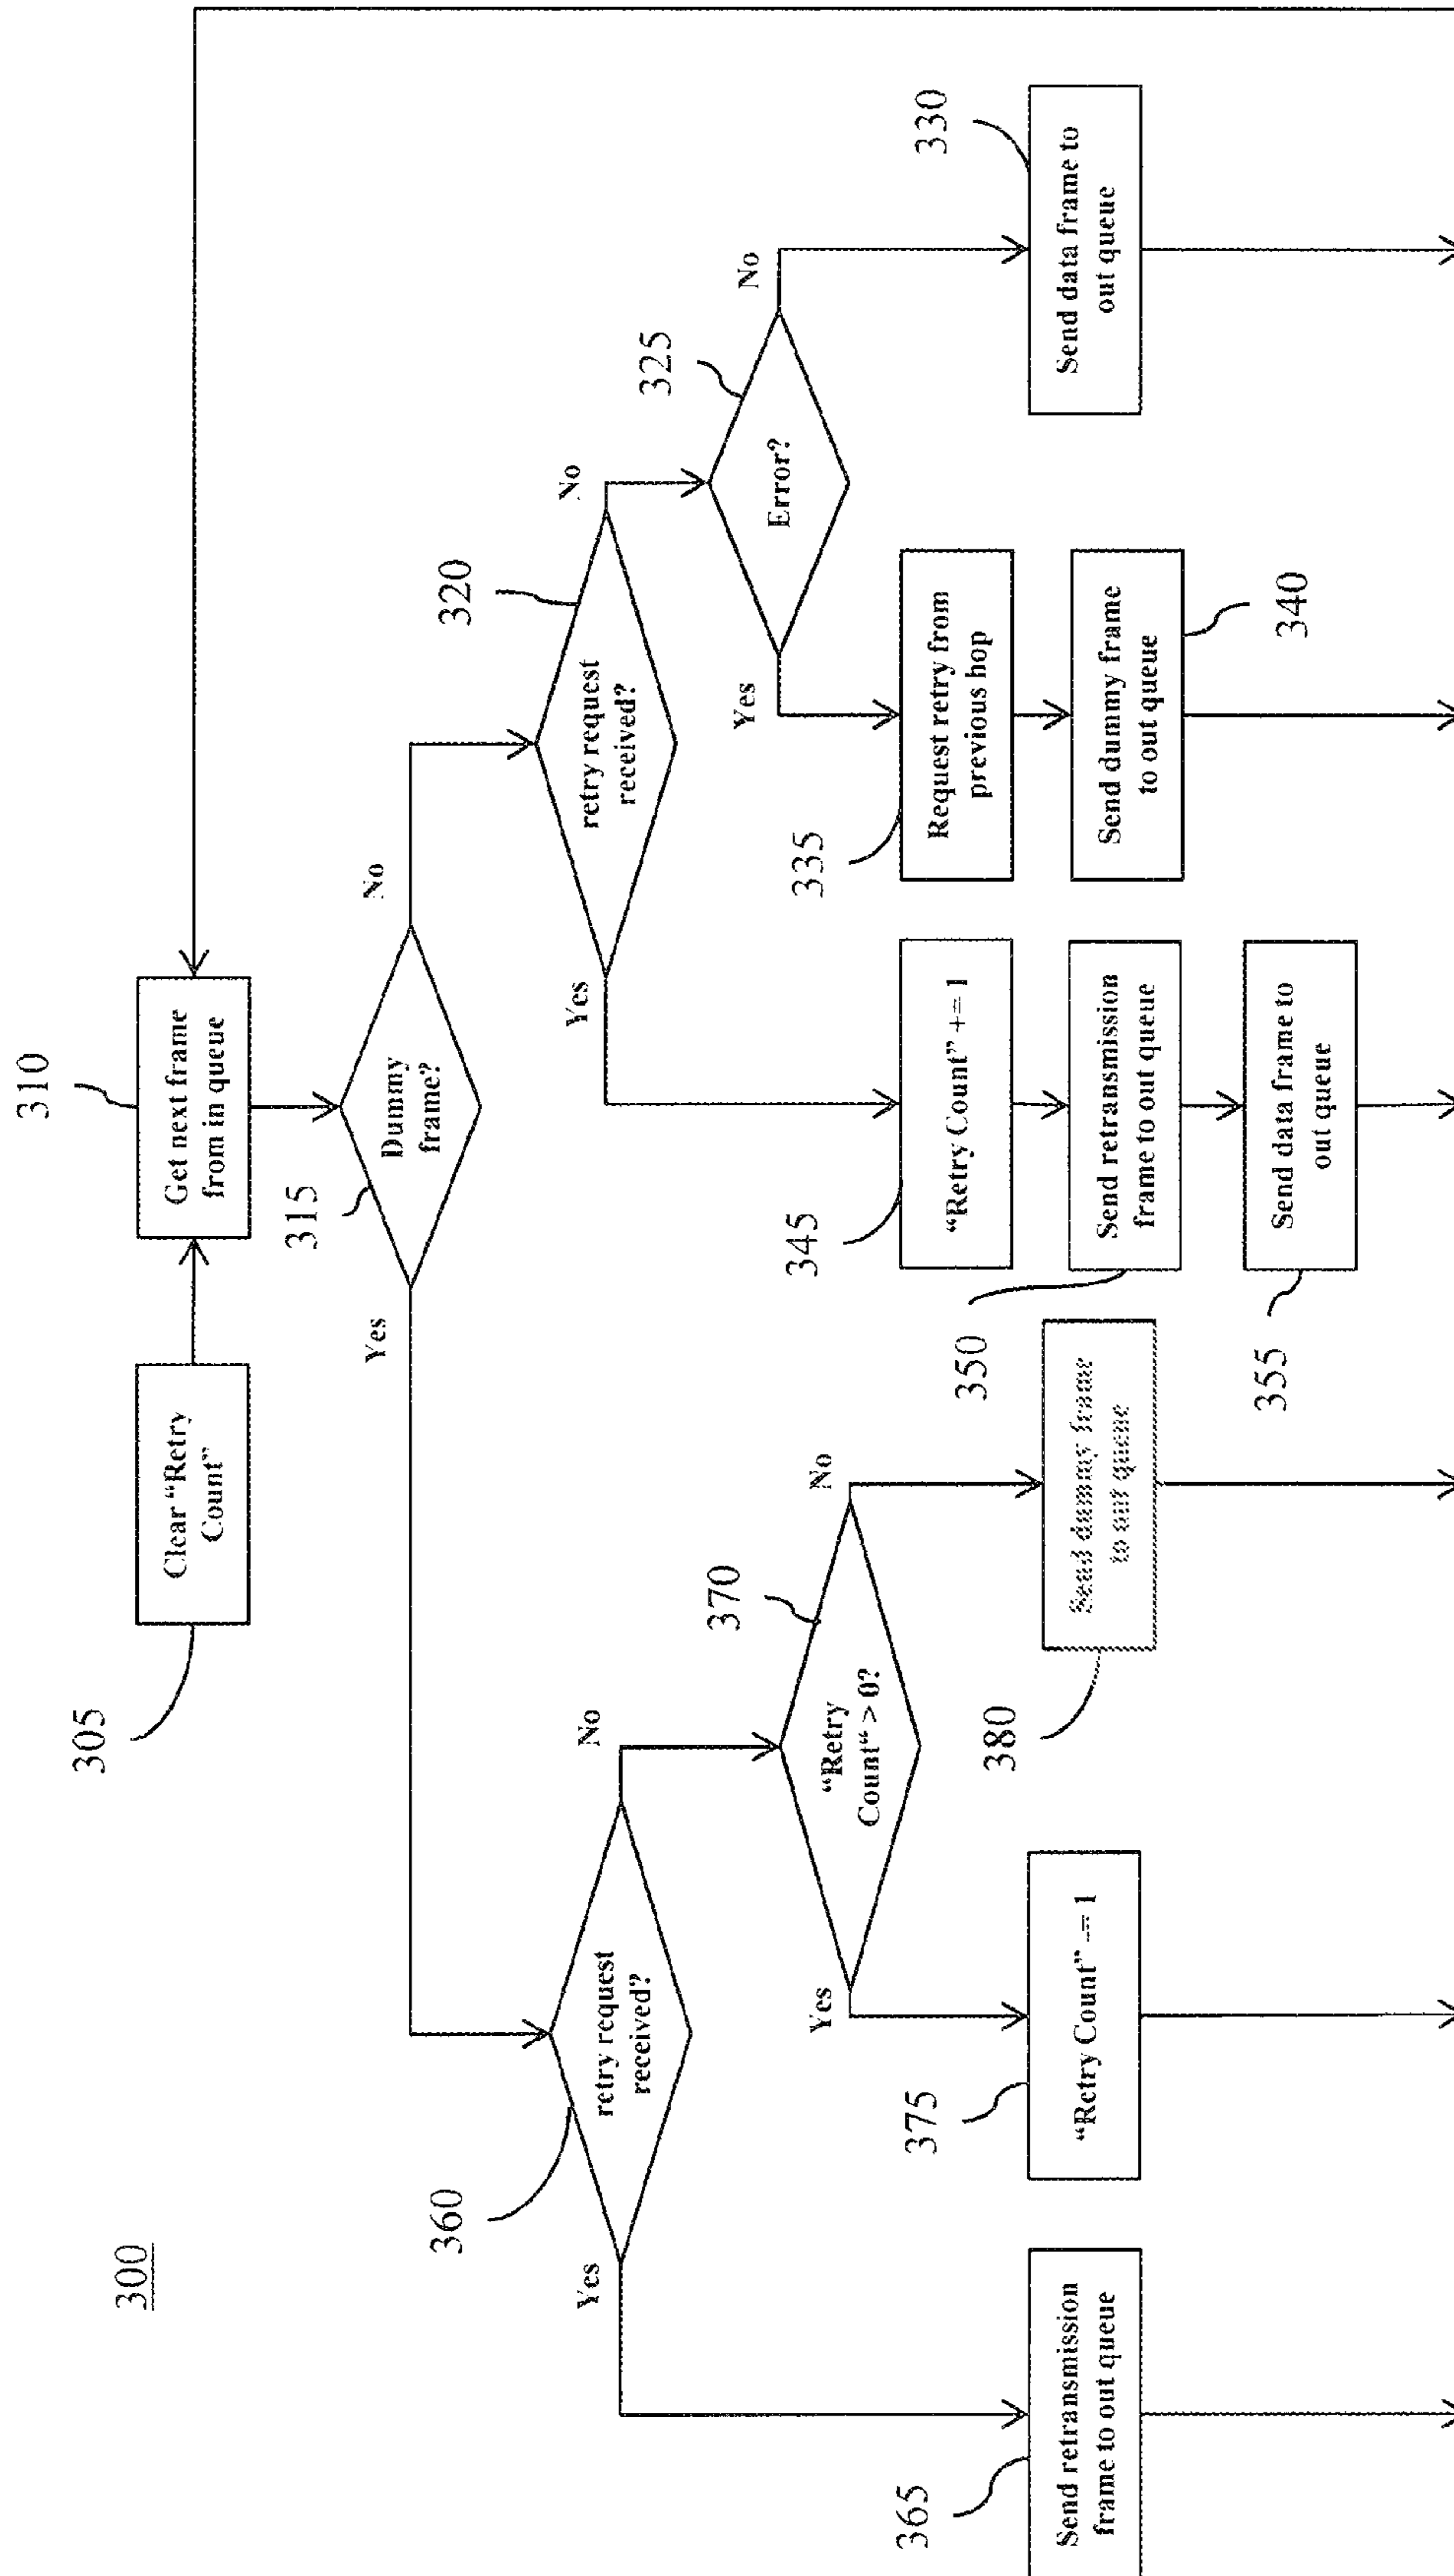 300
305
Clear “Retry
Count”
310
Get next frame
from in queue
315
Dummy
frame?
Yes
No
360
retry request
received?
Yes
No
320
retry request
received?
Yes
No
370
“Retry
Count“ > 0?
Yes
No
325
Error?
Yes
No
365
Send retransmission
frame to out queue
375
“Retry Count” -= 1
380
Send dummy frame
to out queue
345
“Retry Count” += 1
350
Send retransmission
frame to out queue
355
Send data frame to
out queue
335
Request retry from
previous hop
340
Send dummy frame
to out queue
330
Send data frame to
out queue